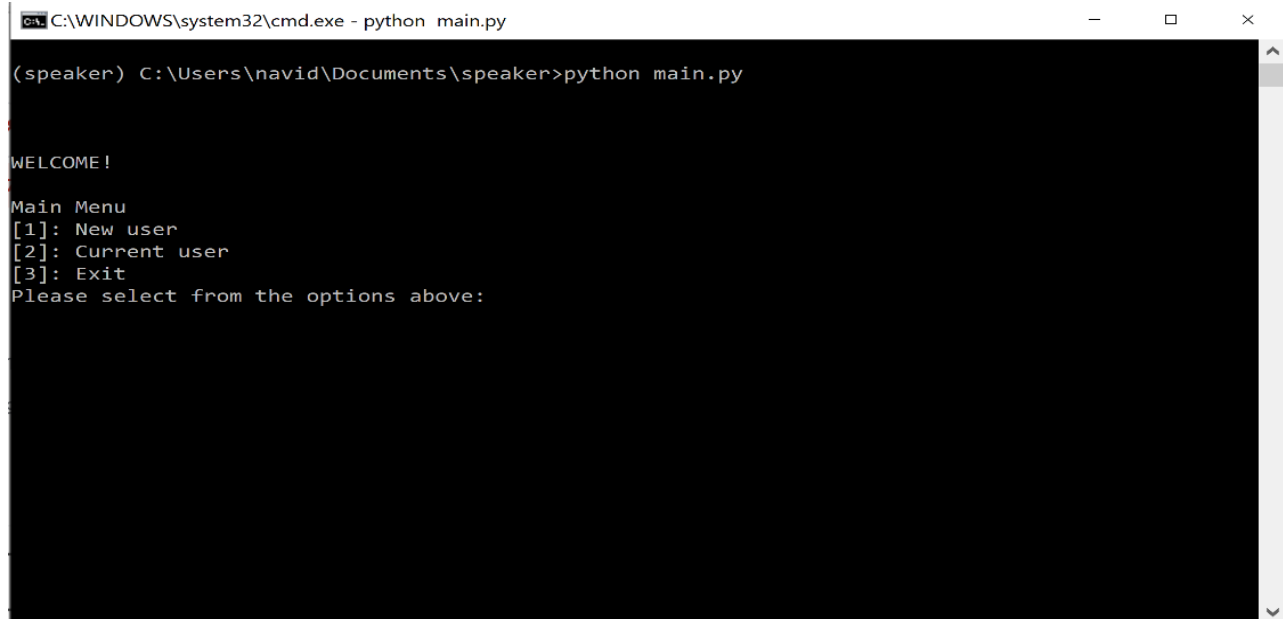 C:\WINDOWS\system32\cmd.exe - python  main.py
(speaker) C:\Users\navid\Documents\speaker>python main.py
WELCOME!
Main Menu
[1]: New user
[2]: Current user
[3]: Exit
Please select from the options above: